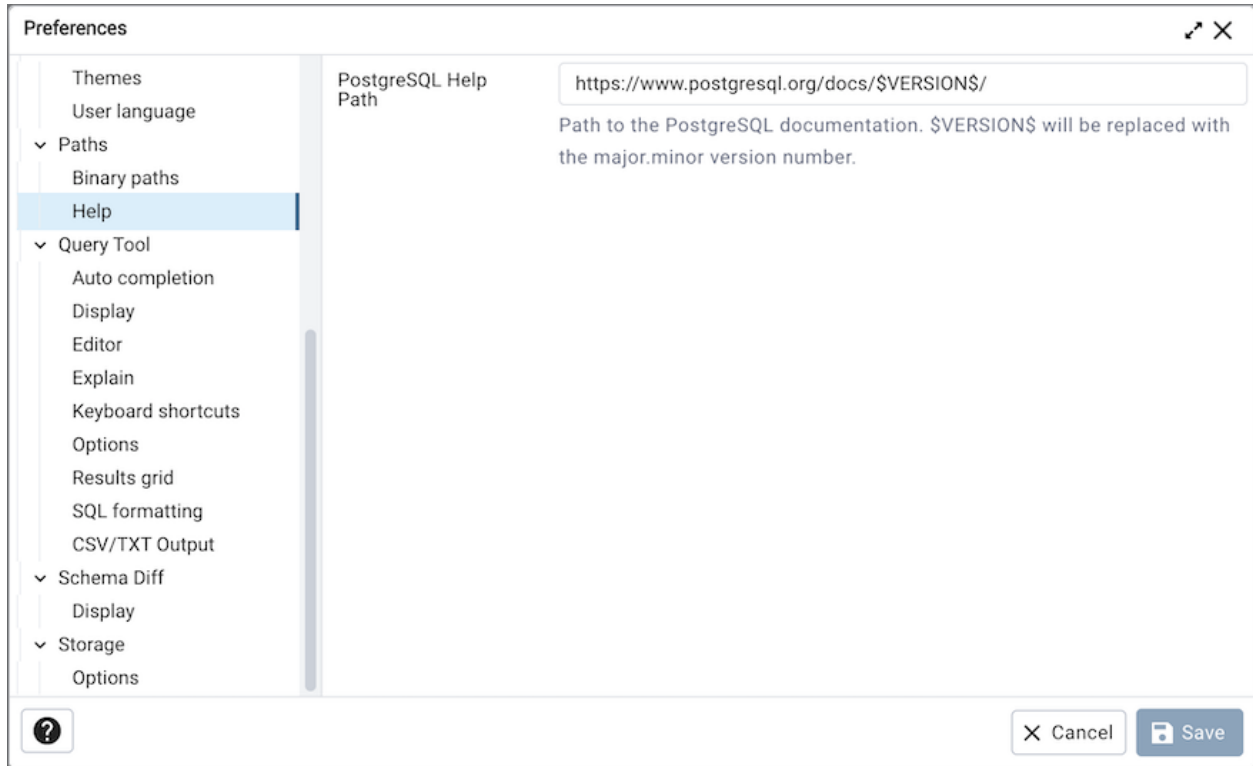 Preferences
Themes
User language
Paths
Binary paths
Help
Query Tool
Auto completion
Display
Editor
Explain
Keyboard shortcuts
Options
Results grid
SQL formatting
CSV/TXT Output
Schema Diff
Display
Storage
Options
PostgreSQL Help
Path
https://www.postgresql.org/docs/$VERSION$/
Path to the PostgreSQL documentation. $VERSION$ will be replaced with
the major.minor version number.
?
Cancel
Save